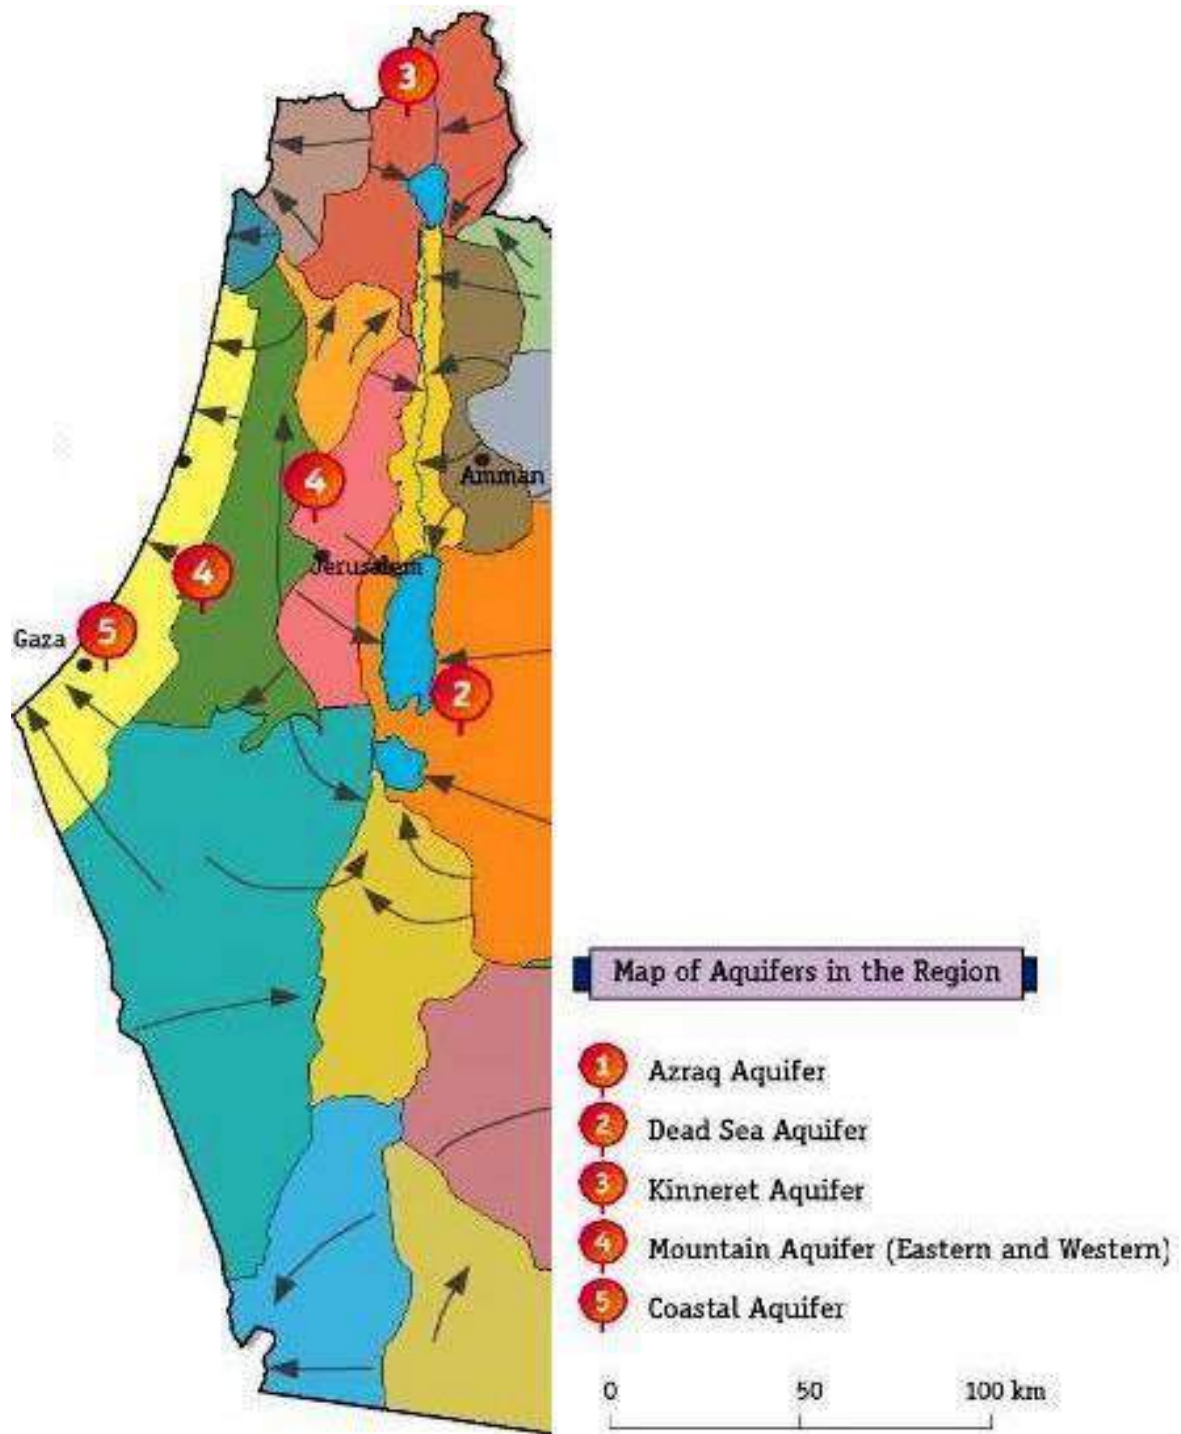 3
4
Amman
4
Jerusalem
Gaza
5
2
Map of Aquifers in the Region
1 Azraq Aquifer
2 Dead Sea Aquifer
3 Kinneret Aquifer
4 Mountain Aquifer (Eastern and Western)
5 Coastal Aquifer
0 50 100 km